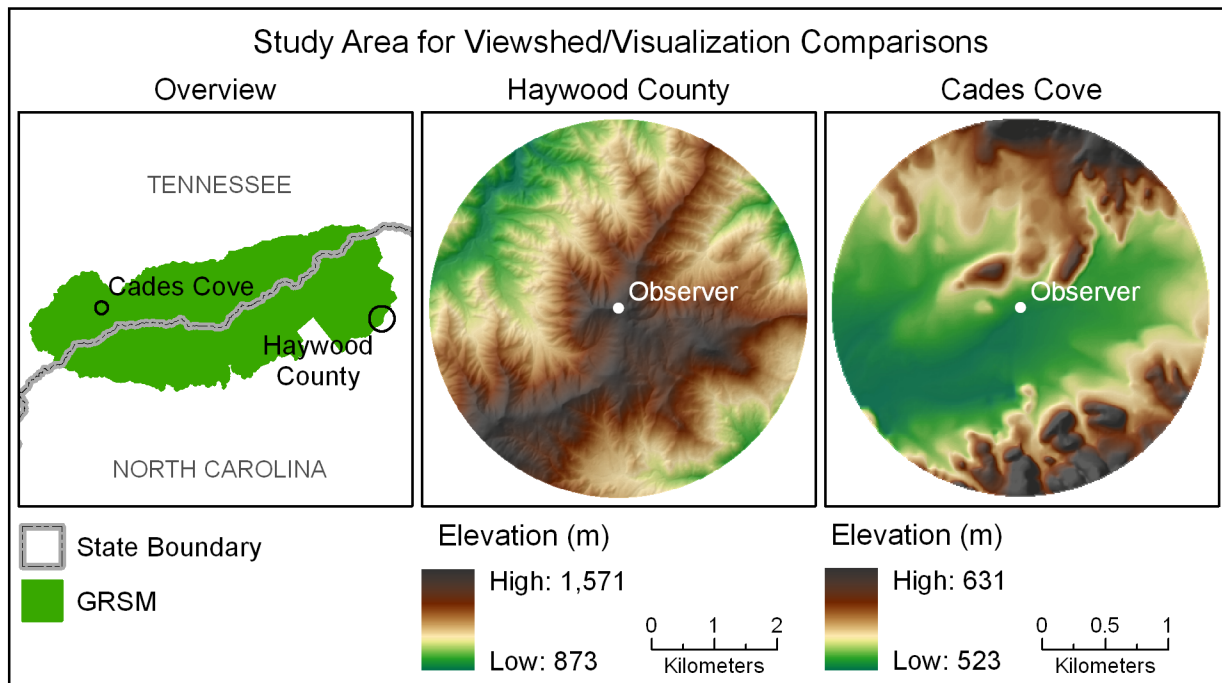 Study Area for Viewshed/Visualization Comparisons
Overview
Haywood County
Cades Cove
TENNESSEE
Cades Cove
Haywood
County
NORTH CAROLINA
Observer
Observer
State Boundary
GRSM
Elevation (m)
High: 1,571
Low: 873
0 1 2
Kilometers
Elevation (m)
High: 631
Low: 523
0 0.5 1
Kilometers